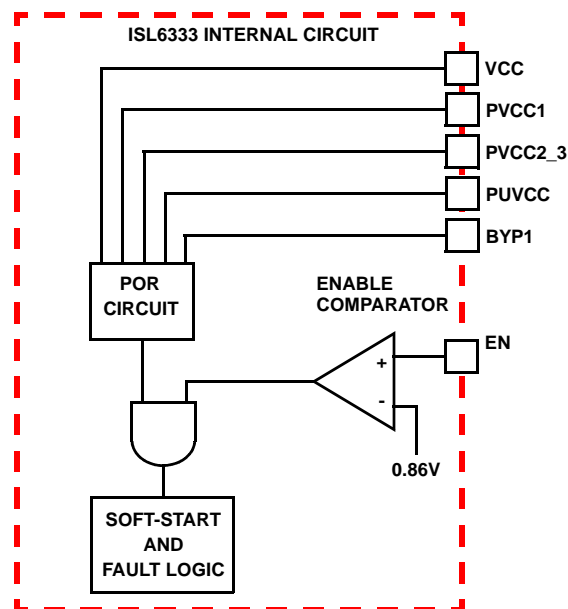 ISL6333 INTERNAL CIRCUIT
VCC
PVCC1
PVCC2_3
PUVCC
BYP1
POR
CIRCUIT
ENABLE
COMPARATOR
EN
+
-
0.86V
SOFT-START
AND
FAULT LOGIC